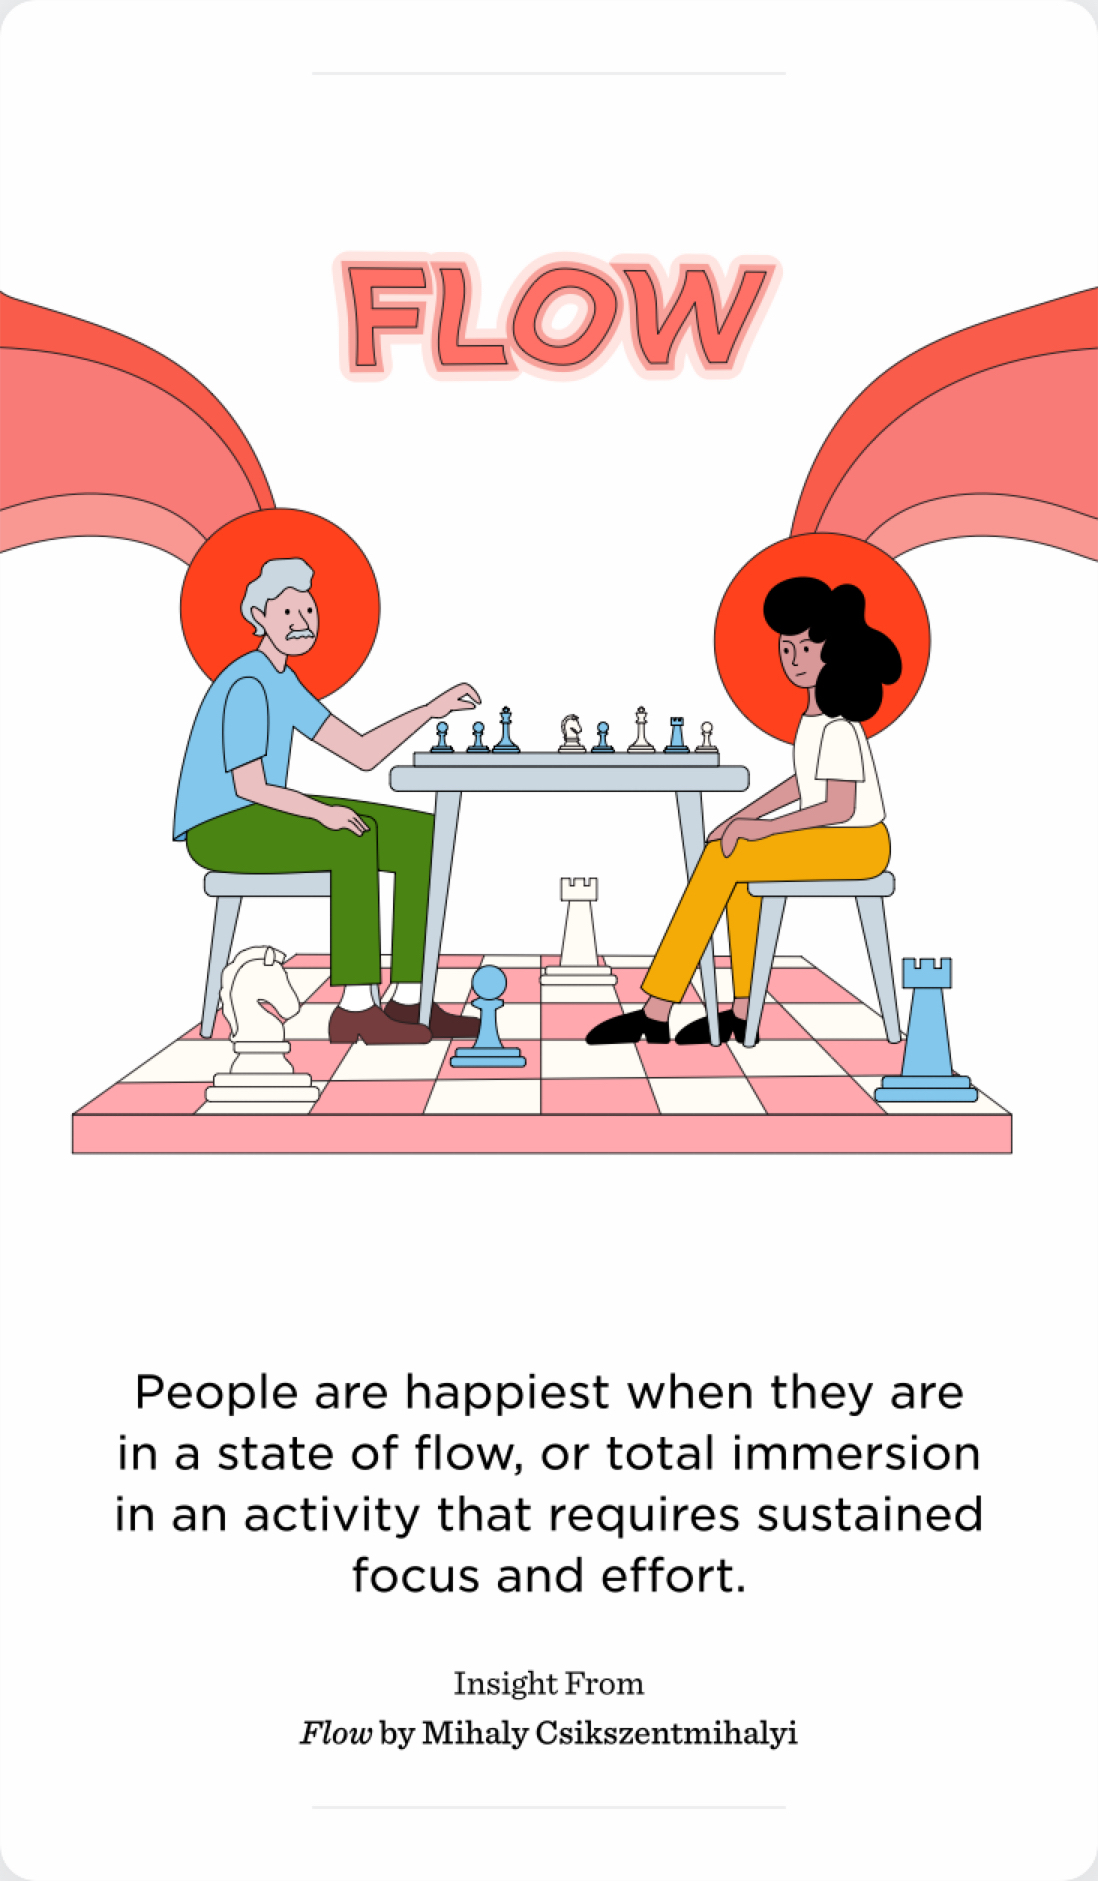 FLOW
People are happiest when they are
in a state of flow, or total immersion
in an activity that requires sustained
focus and effort.
Insight From
Flow by Mihaly Csikszentmihalyi